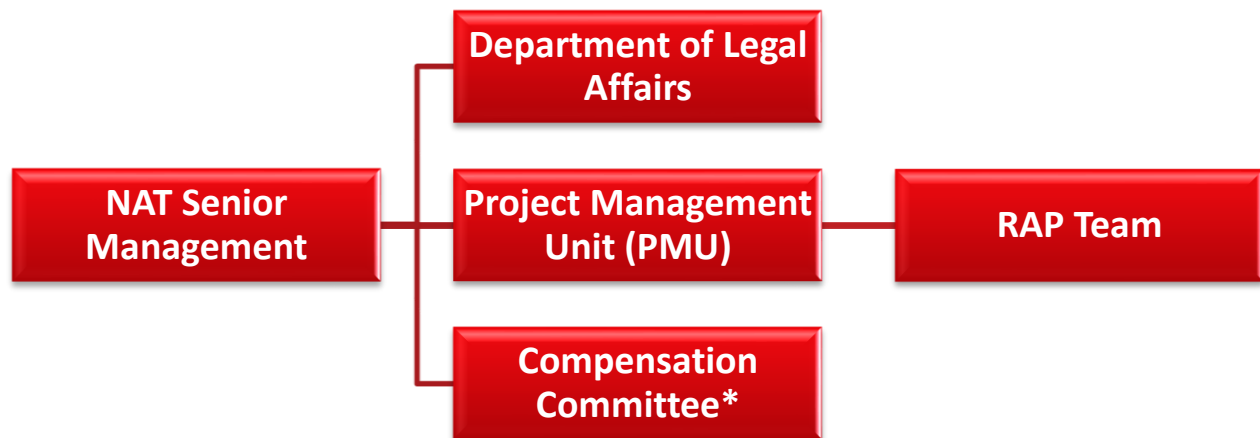 Department of Legal
Affairs
NAT Senior
Management
Project Management
Unit (PMU)
RAP Team
Compensation
Committee*